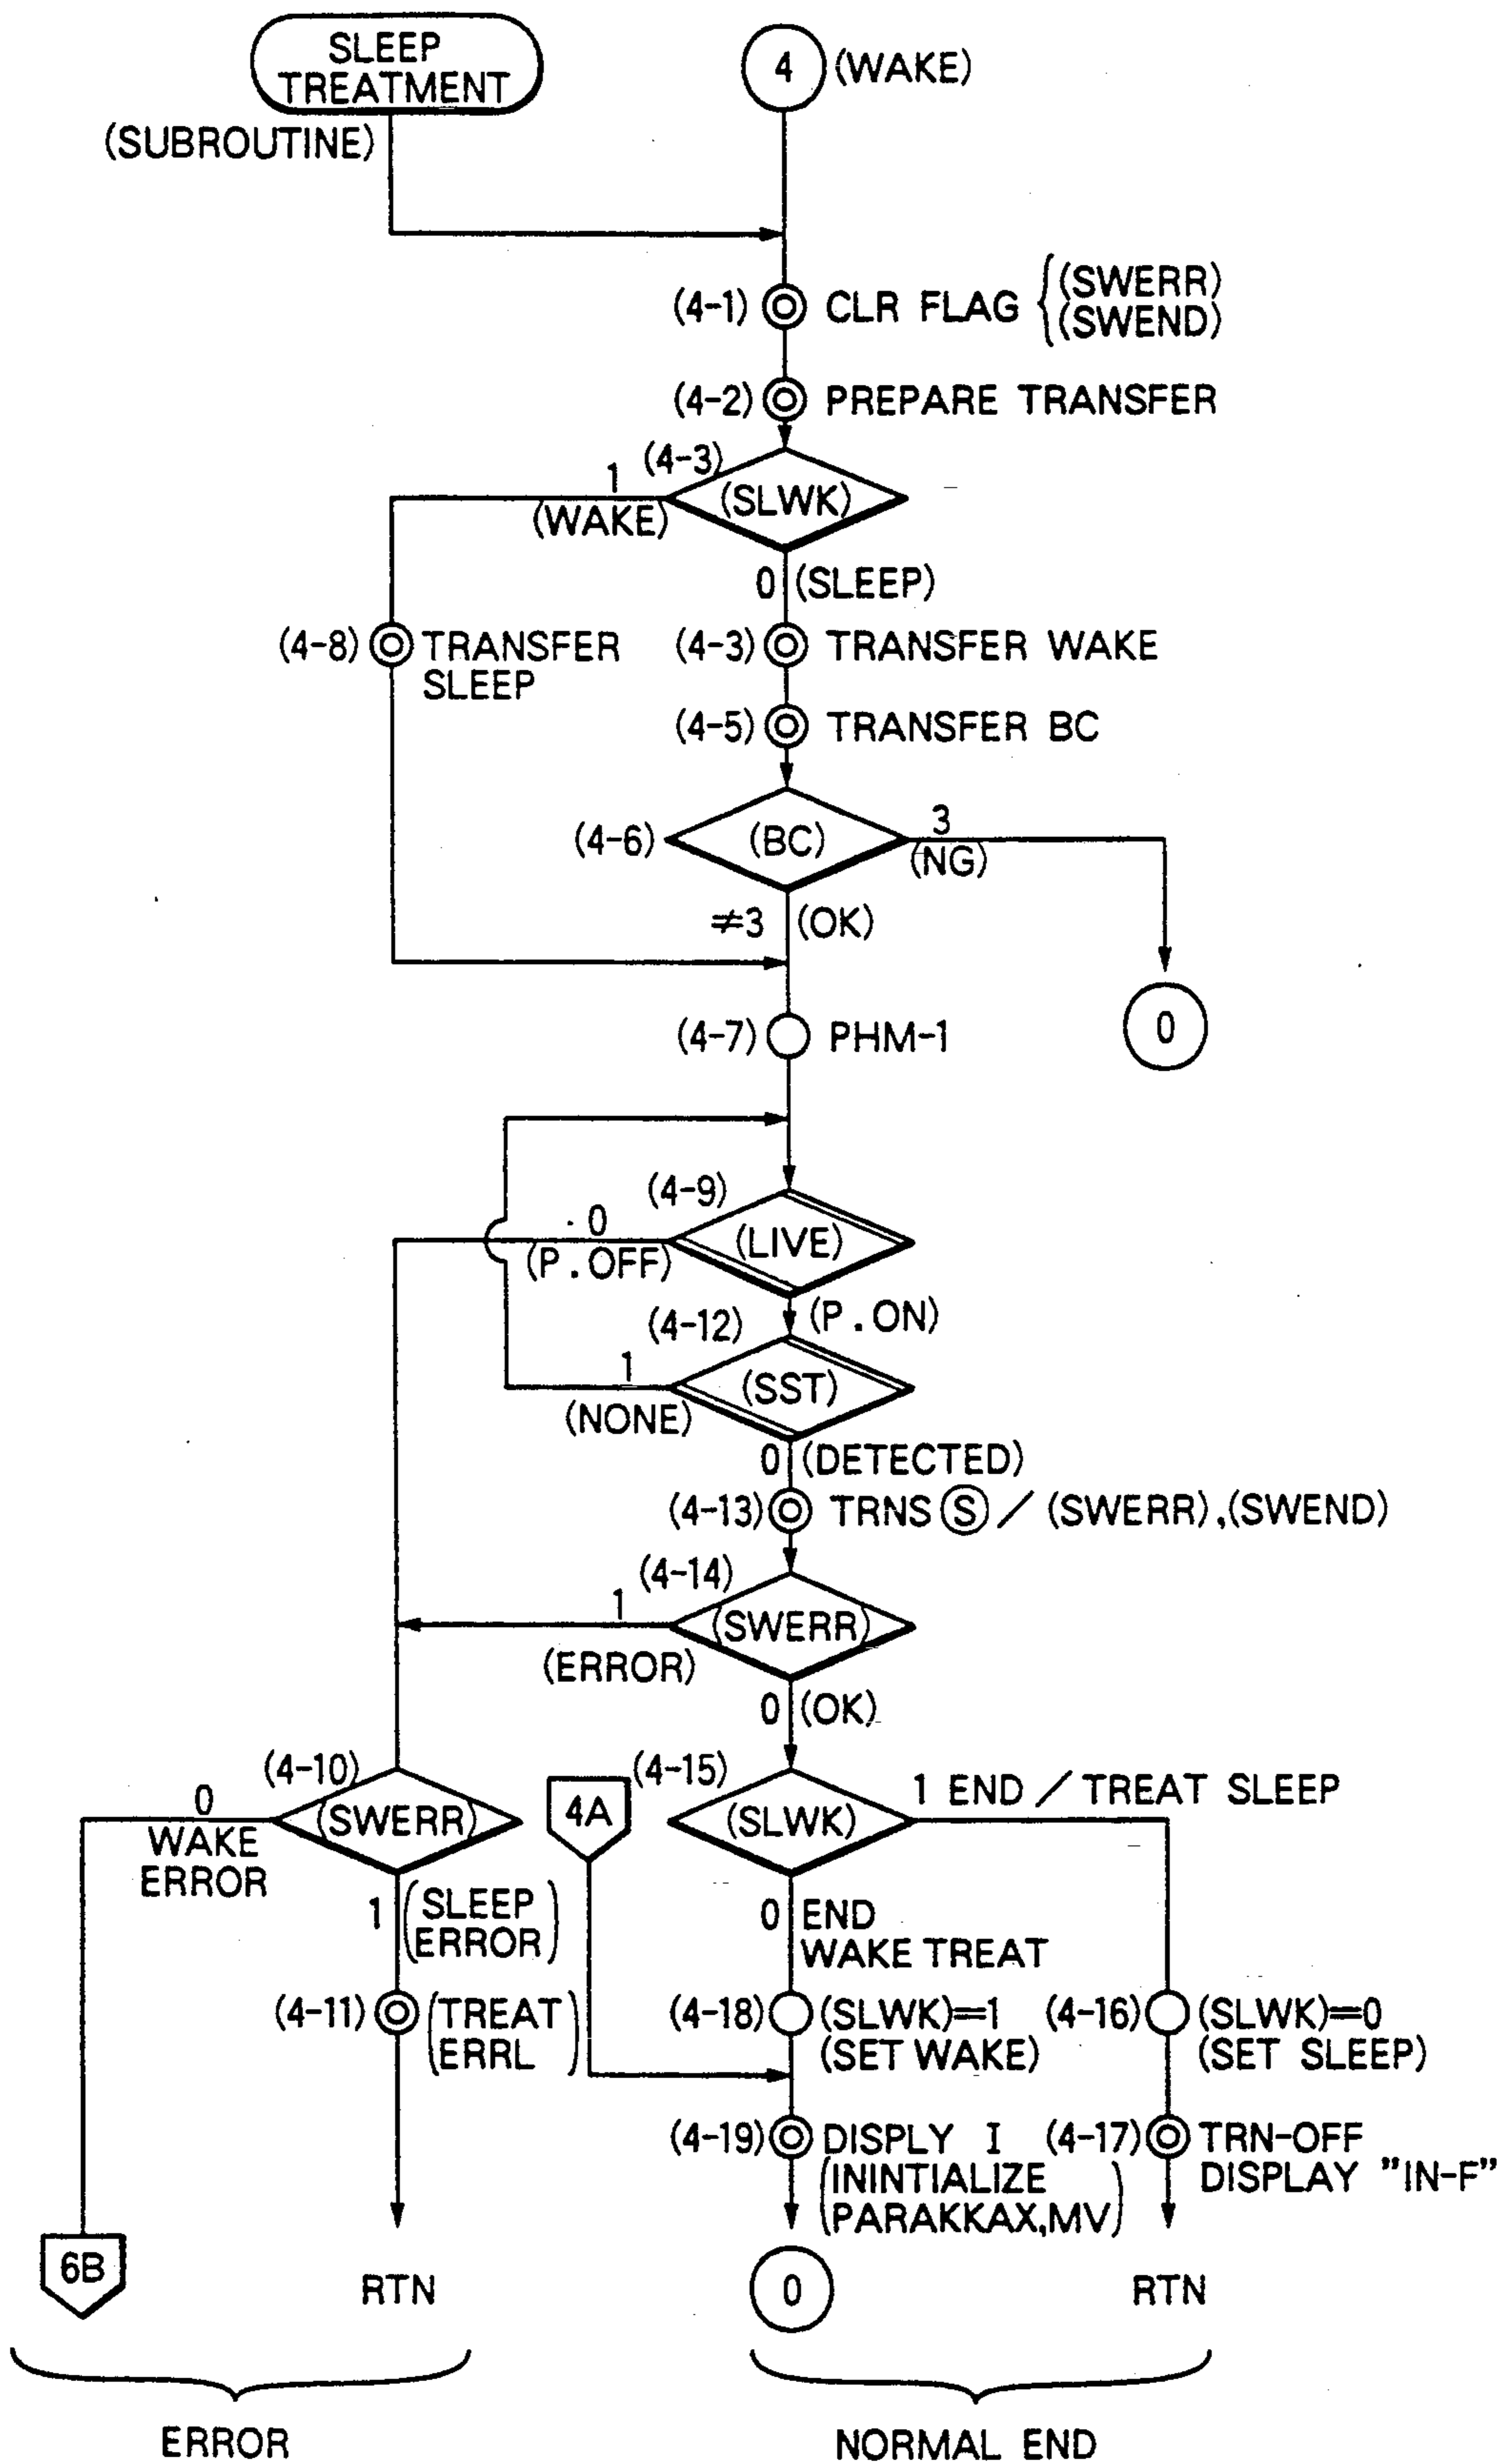 SLEEP
TREATMENT
4 (WAKE)
(SUBROUTINE)
(4-1) CLR FLAG (SWERR)
(SWEND)
(4-2) PREPARE TRANSFER
(4-3)
1
(WAKE)
(SLWK)
0 (SLEEP)
(4-8) TRANSFER
SLEEP
(4-3) TRANSFER WAKE
(4-5) TRANSFER BC
(4-6) (BC)
3
(NG)
≠3 (OK)
0
(4-7) PHM-1
(4-9)
0
(P.OFF)
(LIVE)
(P.ON)
(4-12)
1
(NONE)
(SST)
0 (DETECTED)
(4-13) TRNS S / (SWERR),(SWEND)
(4-14)
1
(ERROR)
(SWERR)
0 (OK)
(4-10)
0
WAKE
ERROR
(SWERR)
1 (SLEEP
ERROR)
4A
(4-15)
(SLWK)
1 END / TREAT SLEEP
0 END
WAKE TREAT
(4-11) (TREAT
ERRL)
(4-18) (SLWK)=1
(SET WAKE)
(4-16) (SLWK)=0
(SET SLEEP)
(4-19) DISPLY I
(ININTIALIZE
PARAKKAX,MV)
(4-17) TRN-OFF
DISPLAY "IN-F"
6B
RTN
0
RTN
ERROR
NORMAL END